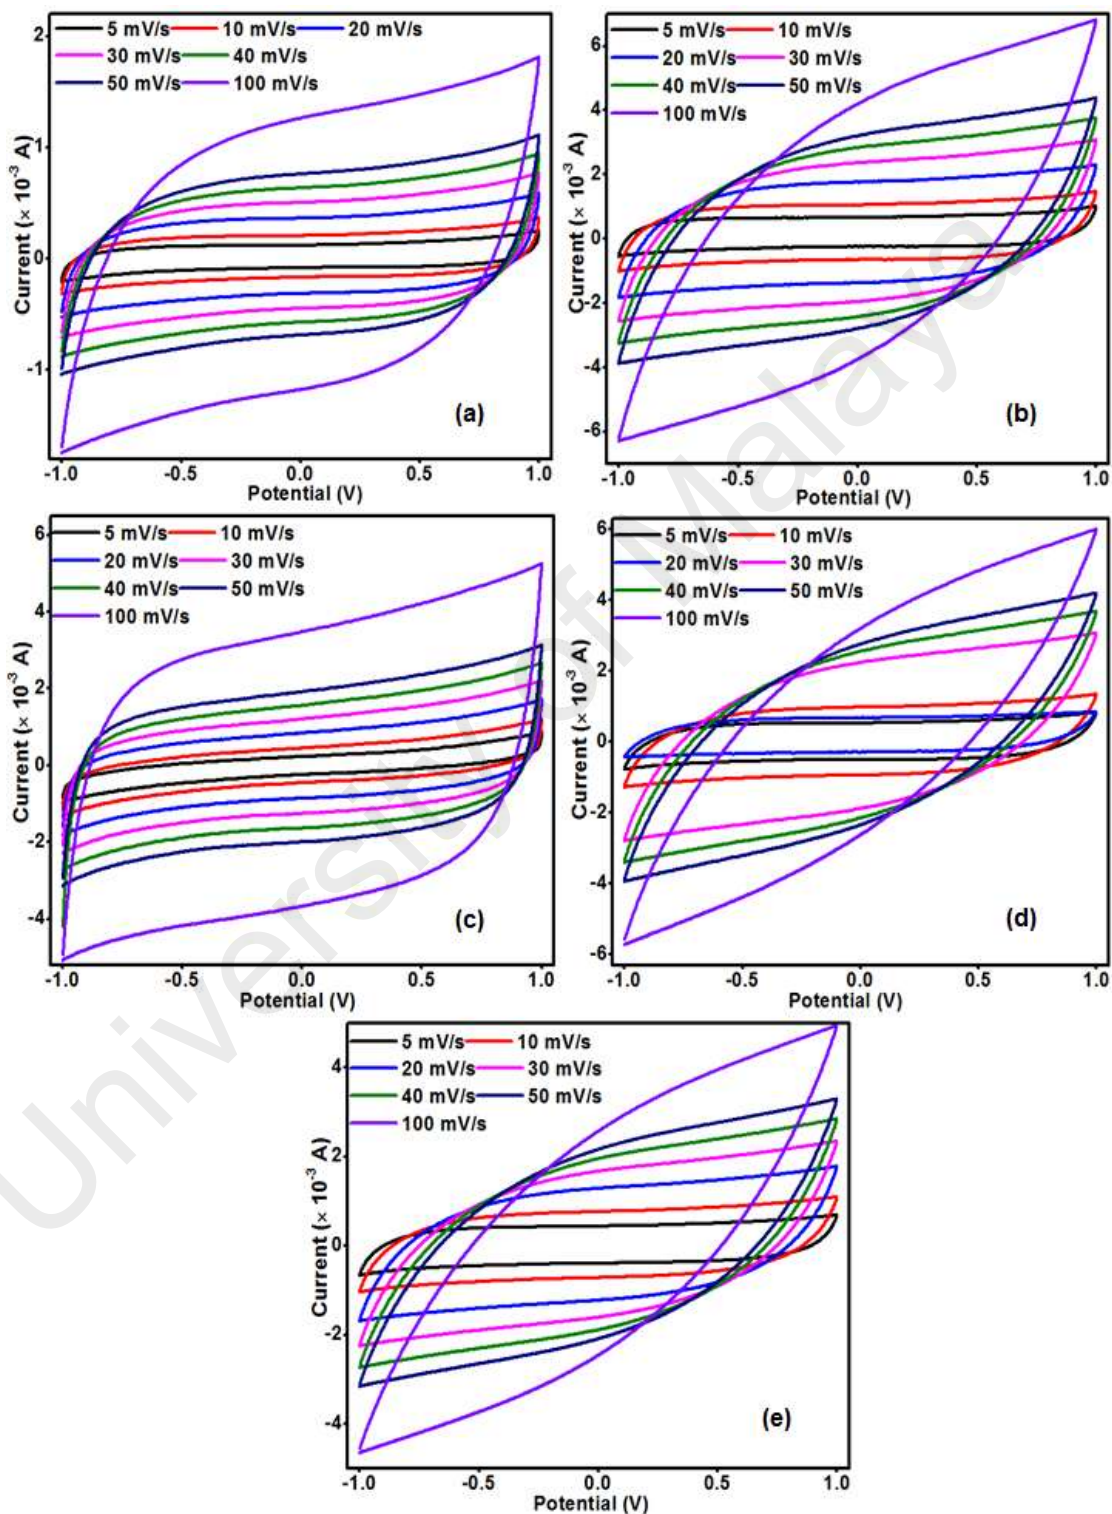 5 mV/s 10 mV/s 20 mV/s
30 mV/s 40 mV/s
50 mV/s 100 mV/s
2
1
0
-1
Current (× 10⁻³ A)
(a)
-1.0 -0.5 0.0 0.5 1.0
Potential (V)
5 mV/s 10 mV/s
20 mV/s 30 mV/s
40 mV/s 50 mV/s
100 mV/s
6
4
2
0
-2
-4
-6
Current (× 10⁻³ A)
(b)
-1.0 -0.5 0.0 0.5 1.0
Potential (V)
5 mV/s 10 mV/s
20 mV/s 30 mV/s
40 mV/s 50 mV/s
100 mV/s
6
4
2
0
-2
-4
Current (× 10⁻³ A)
(c)
-1.0 -0.5 0.0 0.5 1.0
Potential (V)
5 mV/s 10 mV/s
20 mV/s 30 mV/s
40 mV/s 50 mV/s
100 mV/s
6
4
2
0
-2
-4
-6
Current (× 10⁻³ A)
(d)
-1.0 -0.5 0.0 0.5 1.0
Potential (V)
5 mV/s 10 mV/s
20 mV/s 30 mV/s
40 mV/s 50 mV/s
100 mV/s
4
2
0
-2
-4
Current (× 10⁻³ A)
(e)
-1.0 -0.5 0.0 0.5 1.0
Potential (V)
University of Malaya